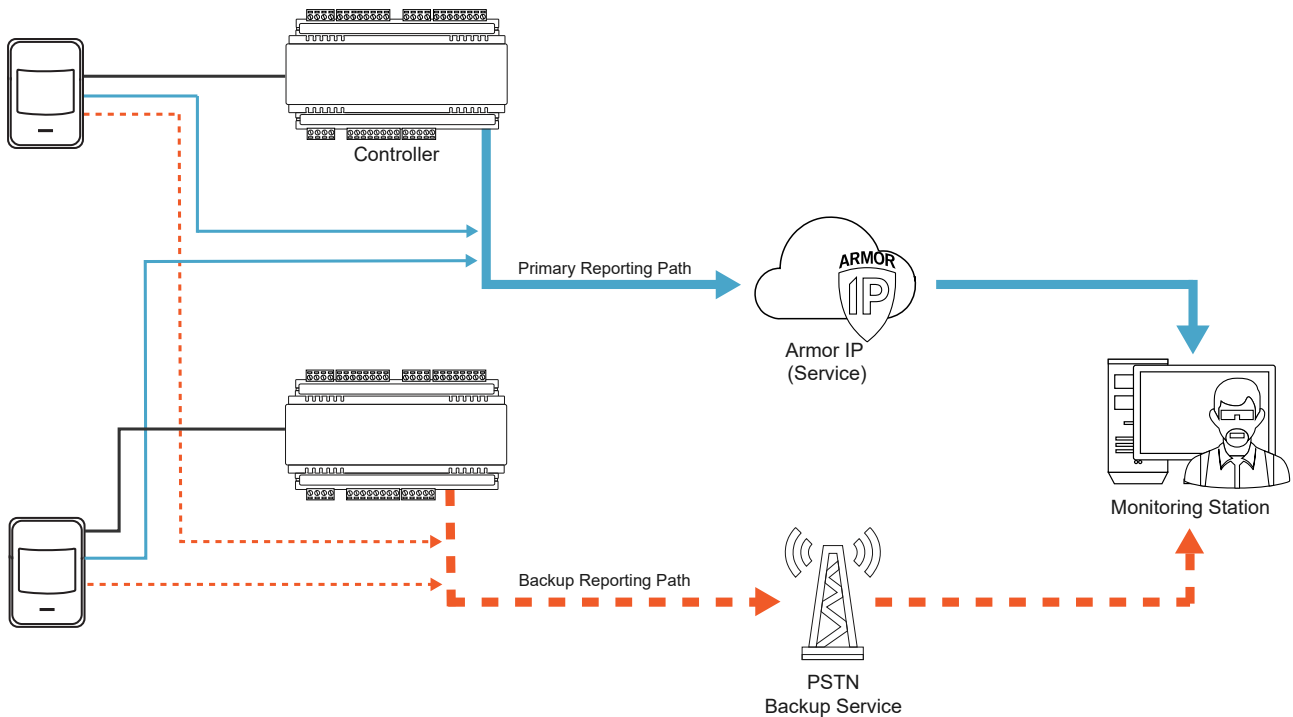 Controller
Primary Reporting Path
ARMOR
IP
Armor IP
(Service)
Monitoring Station
Backup Reporting Path
PSTN
Backup Service